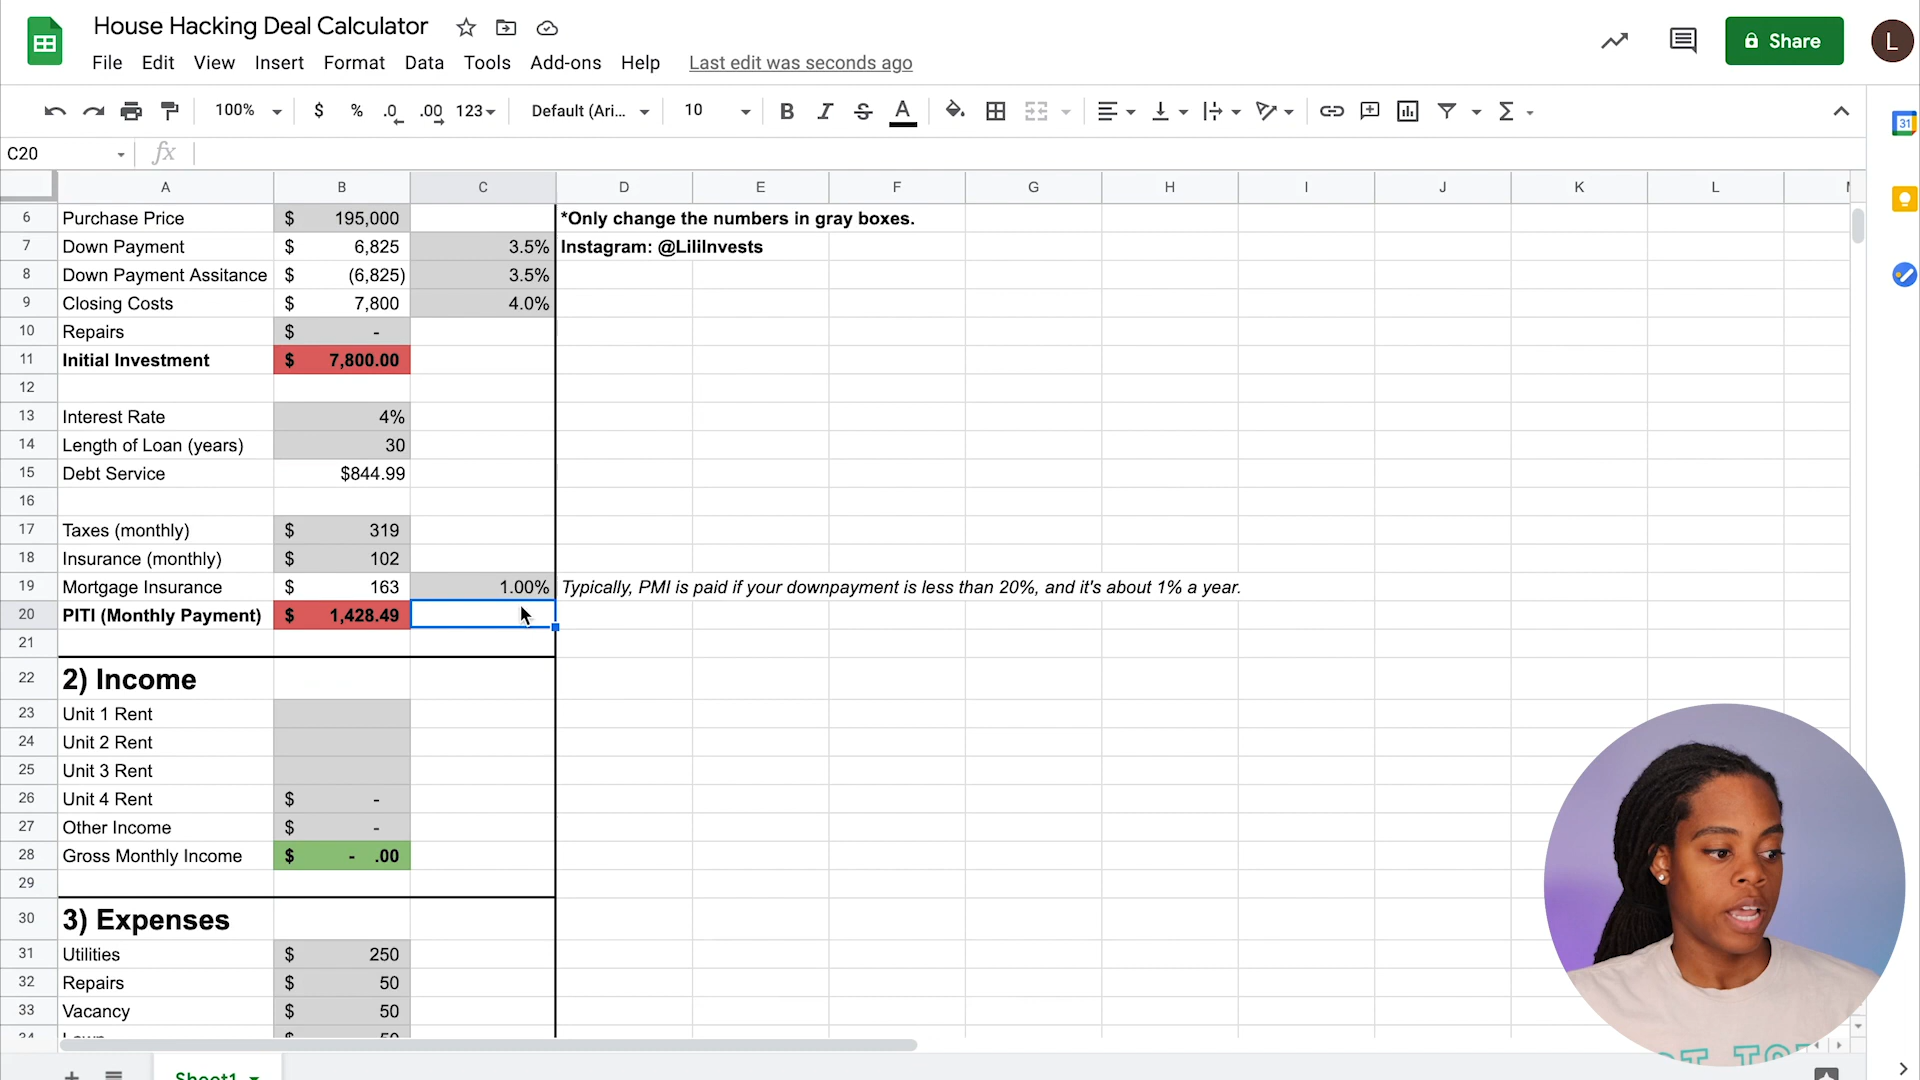 House Hacking Deal Calculator
File Edit View Insert Format Data Tools Add-ons Help Last edit was seconds ago
Share
L
100% $ % .0 .00 123 Default (Ari... 10 B I S A
31
C20 fx
A B C D E F G H I J K L
6 Purchase Price $ 195,000 *Only change the numbers in gray boxes.
7 Down Payment $ 6,825 3.5% Instagram: @LiliInvests
8 Down Payment Assitance $ (6,825) 3.5%
9 Closing Costs $ 7,800 4.0%
10 Repairs $ -
11 Initial Investment $ 7,800.00
12
13 Interest Rate 4%
14 Length of Loan (years) 30
15 Debt Service $844.99
16
17 Taxes (monthly) $ 319
18 Insurance (monthly) $ 102
19 Mortgage Insurance $ 163 1.00% Typically, PMI is paid if your downpayment is less than 20%, and it's about 1% a year.
20 PITI (Monthly Payment) $ 1,428.49
21
22 2) Income
23 Unit 1 Rent
24 Unit 2 Rent
25 Unit 3 Rent
26 Unit 4 Rent $ -
27 Other Income $ -
28 Gross Monthly Income $ - .00
29
30 3) Expenses
31 Utilities $ 250
32 Repairs $ 50
33 Vacancy $ 50
34 Lawn $ 50
Sheet1